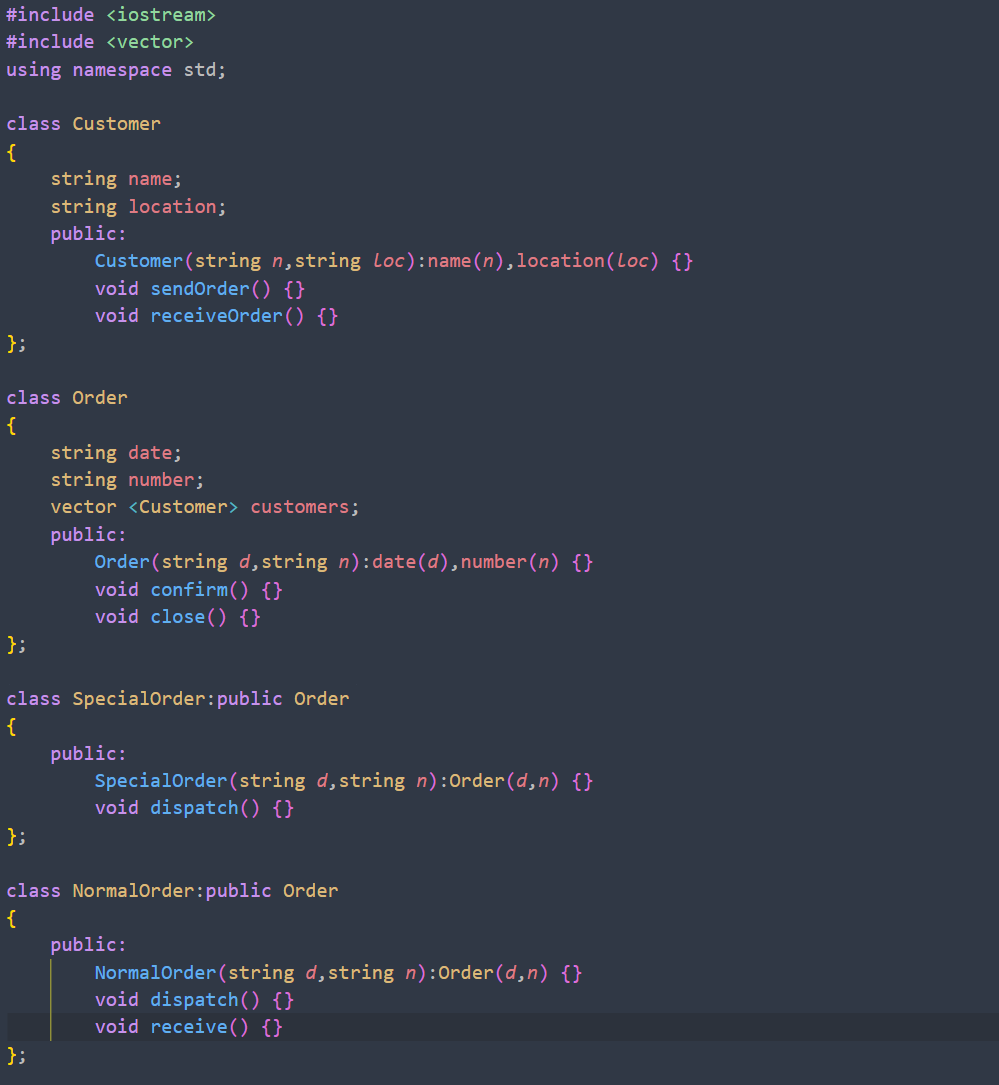 #include <iostream>
#include <vector>
using namespace std;

class Customer
{
    string name;
    string location;
    public:
        Customer(string n,string loc):name(n),location(loc) {}
        void sendOrder() {}
        void receiveOrder() {}
};

class Order
{
    string date;
    string number;
    vector <Customer> customers;
    public:
        Order(string d,string n):date(d),number(n) {}
        void confirm() {}
        void close() {}
};

class SpecialOrder:public Order
{
    public:
        SpecialOrder(string d,string n):Order(d,n) {}
        void dispatch() {}
};

class NormalOrder:public Order
{
    public:
        NormalOrder(string d,string n):Order(d,n) {}
        void dispatch() {}
        void receive() {}
};